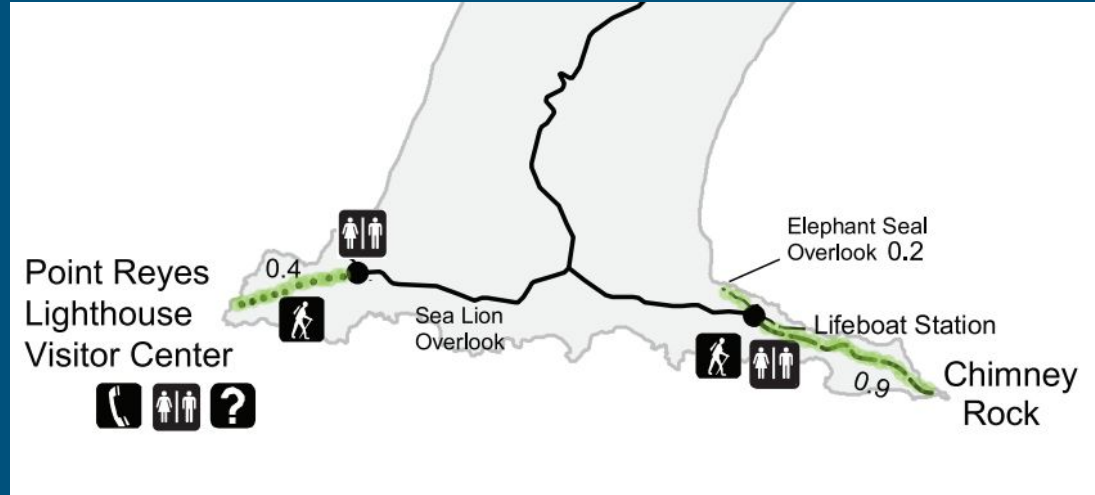 Point Reyes
Lighthouse
Visitor Center
?
0.4
Sea Lion
Overlook
Elephant Seal
Overlook 0.2
Lifeboat Station
0.9
Chimney
Rock